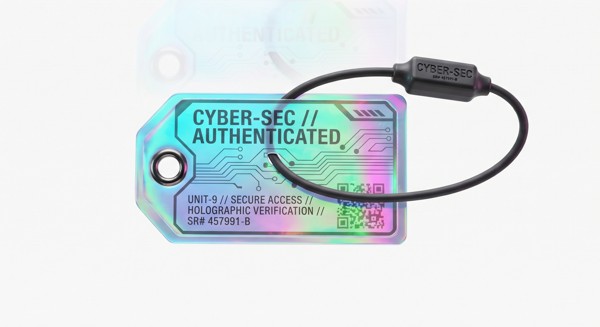 CYBER-SEC
CYBER-SEC //
AUTHENTICATED
UNIT-9 // SECURE ACCESS //
HOLOGRAPHIC VERIFICATION //
SR# 457991-B